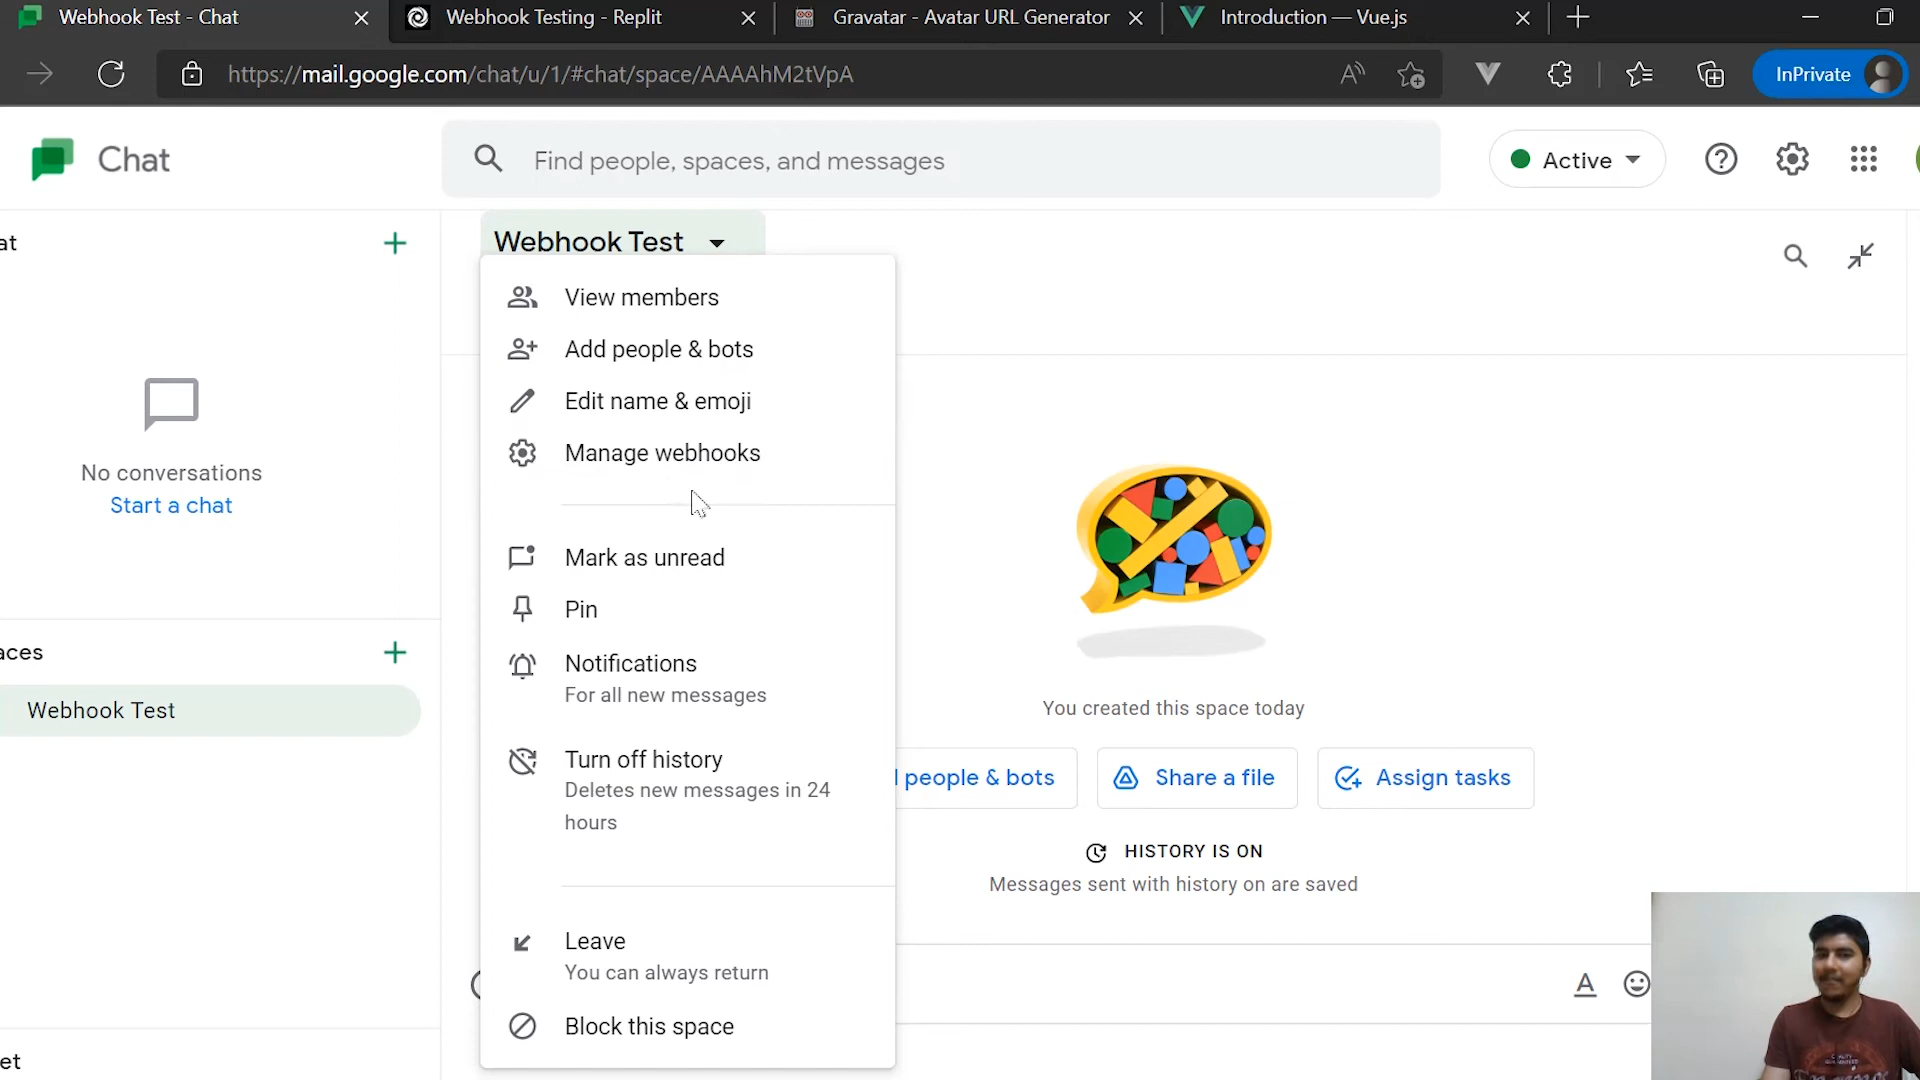 Webhook Test - Chat
Webhook Testing - Replit
Gravatar - Avatar URL Generator
Introduction — Vue.js
https://mail.google.com/chat/u/1/#chat/space/AAAAhM2tVpA
InPrivate
Chat
Find people, spaces, and messages
Active
at
Webhook Test
View members
Add people & bots
Edit name & emoji
Manage webhooks
No conversations
Start a chat
Mark as unread
Pin
Notifications
For all new messages
aces
Webhook Test
Turn off history
Deletes new messages in 24
hours
You created this space today
people & bots
Share a file
Assign tasks
HISTORY IS ON
Messages sent with history on are saved
Leave
You can always return
Block this space
et